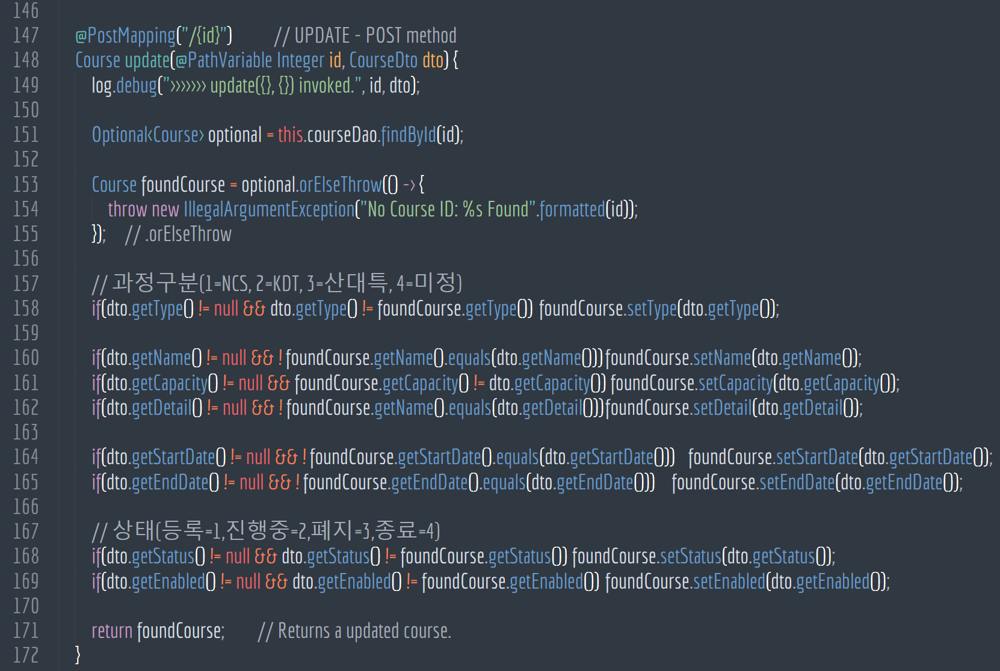 146
147 @PostMapping("/{id}") // UPDATE - POST method
148 Course update(@PathVariable Integer id, CourseDto dto) {
149 log.debug(">>>>>>> update({}, {}) invoked.", id, dto);
150
151 Optional<Course> optional = this.courseDao.findById(id);
152
153 Course foundCourse = optional.orElseThrow(() -> {
154 throw new IllegalArgumentException("No Course ID: %s Found".formatted(id));
155 }); // .orElseThrow
156
157 // 과정구분(1=NCS, 2=KDT, 3=산대특, 4=미정)
158 if(dto.getType() != null && dto.getType() != foundCourse.getType()) foundCourse.setType(dto.getType());
159
160 if(dto.getName() != null && ! foundCourse.getName().equals(dto.getName()))foundCourse.setName(dto.getName());
161 if(dto.getCapacity() != null && foundCourse.getCapacity() != dto.getCapacity()) foundCourse.setCapacity(dto.getCapacity());
162 if(dto.getDetail() != null && ! foundCourse.getName().equals(dto.getDetail()))foundCourse.setDetail(dto.getDetail());
163
164 if(dto.getStartDate() != null && ! foundCourse.getStartDate().equals(dto.getStartDate())) foundCourse.setStartDate(dto.getStartDate());
165 if(dto.getEndDate() != null && ! foundCourse.getEndDate().equals(dto.getEndDate())) foundCourse.setEndDate(dto.getEndDate());
166
167 // 상태(등록=1,진행중=2,폐지=3,종료=4)
168 if(dto.getStatus() != null && dto.getStatus() != foundCourse.getStatus()) foundCourse.setStatus(dto.getStatus());
169 if(dto.getEnabled() != null && dto.getEnabled() != foundCourse.getEnabled()) foundCourse.setEnabled(dto.getEnabled());
170
171 return foundCourse; // Returns a updated course.
172 }